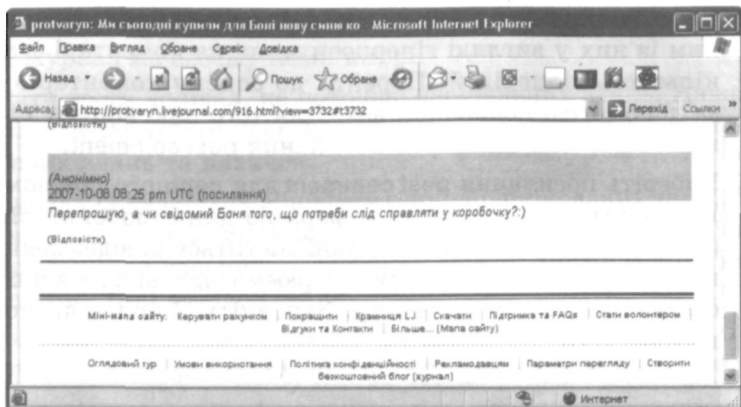 protvaryn: Ми сьогодні купили для Боні нову синю ко Microsoft Internet Explorer
Файл Правка Вигляд Обране Сервіс Довідка
Назад Пошук Обране
Адреса: http://protvaryn.livejournal.com/916.html?view=3732#t3732 Перехід Ссылки »
(Відповісти)
(Анонімно)
2007-10-08 08:25 pm UTC (посилання)
Перепрошую, а чи свідомий Боня того, що потреби слід справляти у коробочку?:)
(Відповісти)
Міні-мапа сайту: Керувати рахунком | Покращити | Крамниця LJ | Скачати | Підтримка та FAQs | Стати волонтером |
Відгуки та Контакти | Більше... (Мапа сайту)
Оглядовий тур | Умови використання | Політика конфіденційності | Рекламодавцям | Параметри перегляду | Створити
безкоштовний блог (журнал)
Интернет